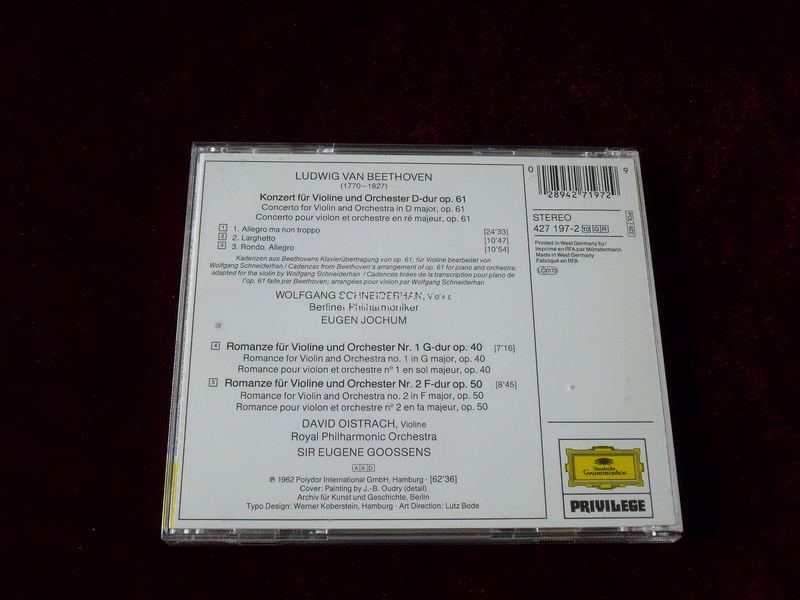 LUDWIG VAN BEETHOVEN
(1770–1827)
Konzert für Violine und Orchester D-dur op. 61
Concerto for Violin and Orchestra in D major, op. 61
Concerto pour violon et orchestre en ré majeur, op. 61
1 1. Allegro ma non troppo [24'33]
2 2. Larghetto [10'47]
3 3. Rondo. Allegro [10'54]
Kadenzen aus Beethovens Klavierübertragung von op. 61; für Violine bearbeitet von
Wolfgang Schneiderhan / Cadenzas from Beethoven's arrangement of op. 61 for piano and orchestra;
adapted for the violin by Wolfgang Schneiderhan / Cadences tirées de la transcription pour piano de
l'op. 61 faite par Beethoven; arrangées pour violon par Wolfgang Schneiderhan
WOLFGANG SCHNEIDERHAN, Violine
Berliner Philharmoniker
EUGEN JOCHUM
4 Romanze für Violine und Orchester Nr. 1 G-dur op. 40 [7'16]
Romance for Violin and Orchestra no. 1 in G major, op. 40
Romance pour violon et orchestre n° 1 en sol majeur, op. 40
5 Romanze für Violine und Orchester Nr. 2 F-dur op. 50 [8'45]
Romance for Violin and Orchestra no. 2 in F major, op. 50
Romance pour violon et orchestre n° 2 en fa majeur, op. 50
DAVID OISTRACH, Violine
Royal Philharmonic Orchestra
SIR EUGENE GOOSSENS
AAD
℗ 1962 Polydor International GmbH, Hamburg · [62'36]
Cover: Painting by J.-B. Oudry (detail)
Archiv für Kunst und Geschichte, Berlin
Typo Design: Werner Koberstein, Hamburg · Art Direction: Lutz Bode
0 28942 71972 9
STEREO
427 197-2 10 G R
Printed in West Germany by/
Imprimé en RFA par Münstermann
Made in West Germany
Fabriqué en RFA
LC 0173
Deutsche
Grammophon
PRIVILEGE